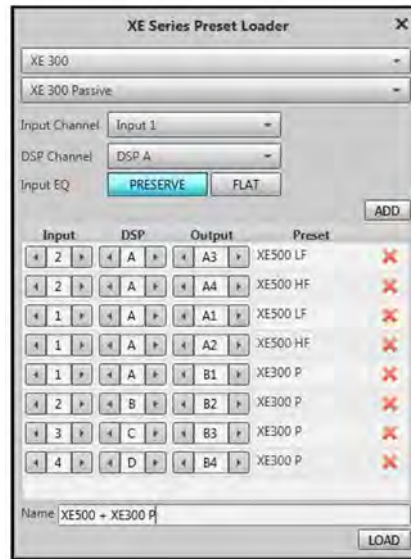 XE Series Preset Loader ×
XE 300
XE 300 Passive
Input Channel Input 1
DSP Channel DSP A
Input EQ PRESERVE FLAT
ADD
Input DSP Output Preset
2 A A3 XE500 LF
2 A A4 XE500 HF
1 A A1 XE500 LF
1 A A2 XE500 HF
1 A B1 XE300 P
2 B B2 XE300 P
3 C B3 XE300 P
4 D B4 XE300 P
Name XE500 + XE300 P
LOAD